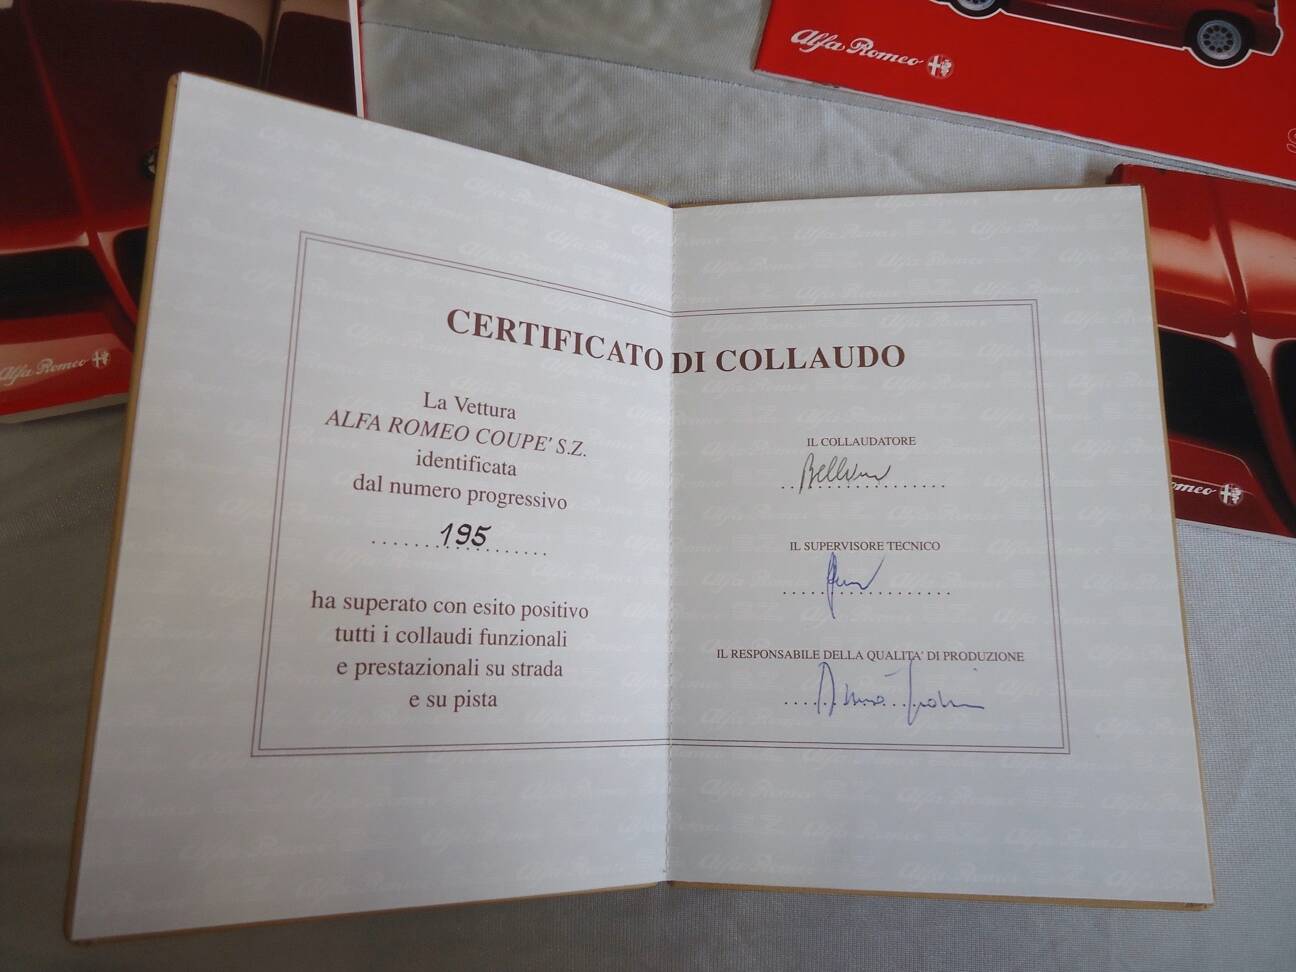 Alfa Romeo
Alfa Romeo
CERTIFICATO DI COLLAUDO
La Vettura
ALFA ROMEO COUPE' S.Z.
identificata
dal numero progressivo
195
ha superato con esito positivo
tutti i collaudi funzionali
e prestazionali su strada
e su pista
IL COLLAUDATORE
IL SUPERVISORE TECNICO
IL RESPONSABILE DELLA QUALITA' DI PRODUZIONE
meo